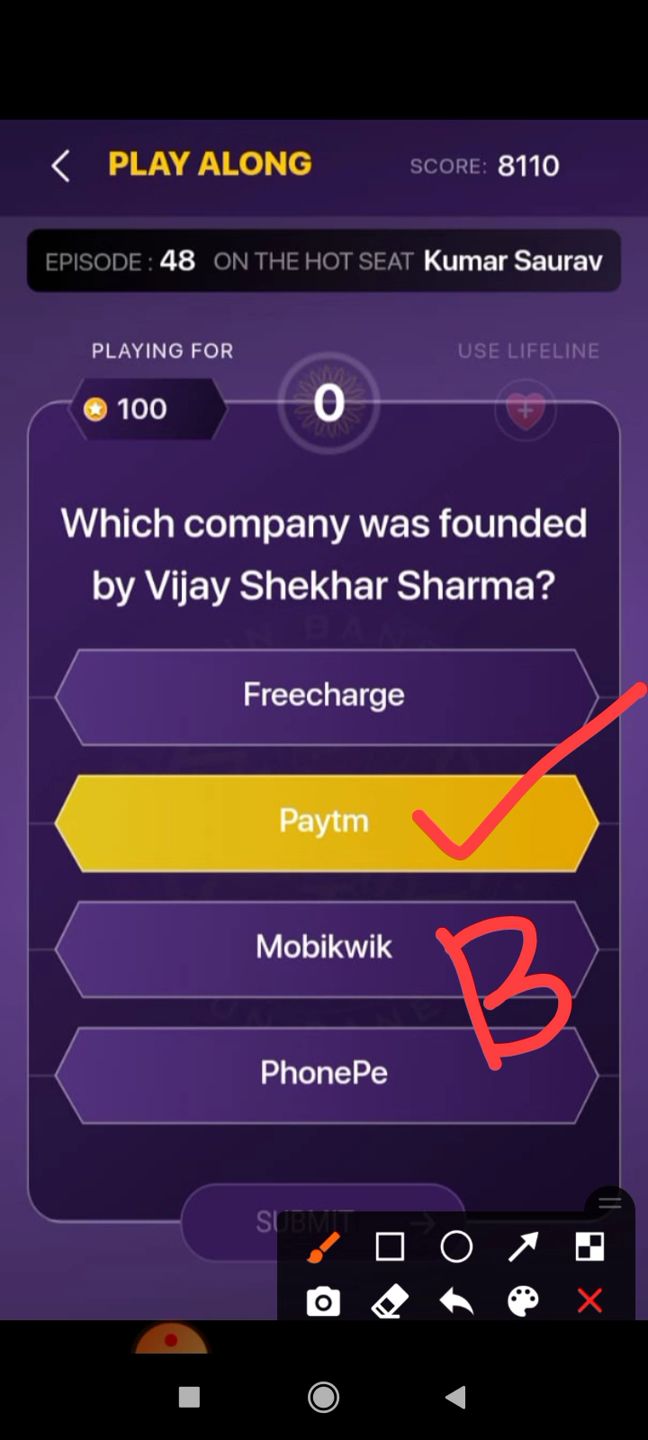 PLAY ALONG
SCORE: 8110
EPISODE : 48 ON THE HOT SEAT Kumar Saurav
PLAYING FOR
USE LIFELINE
100
0
Which company was founded
by Vijay Shekhar Sharma?
Freecharge
Paytm
Mobikwik
B
PhonePe
SUBMIT